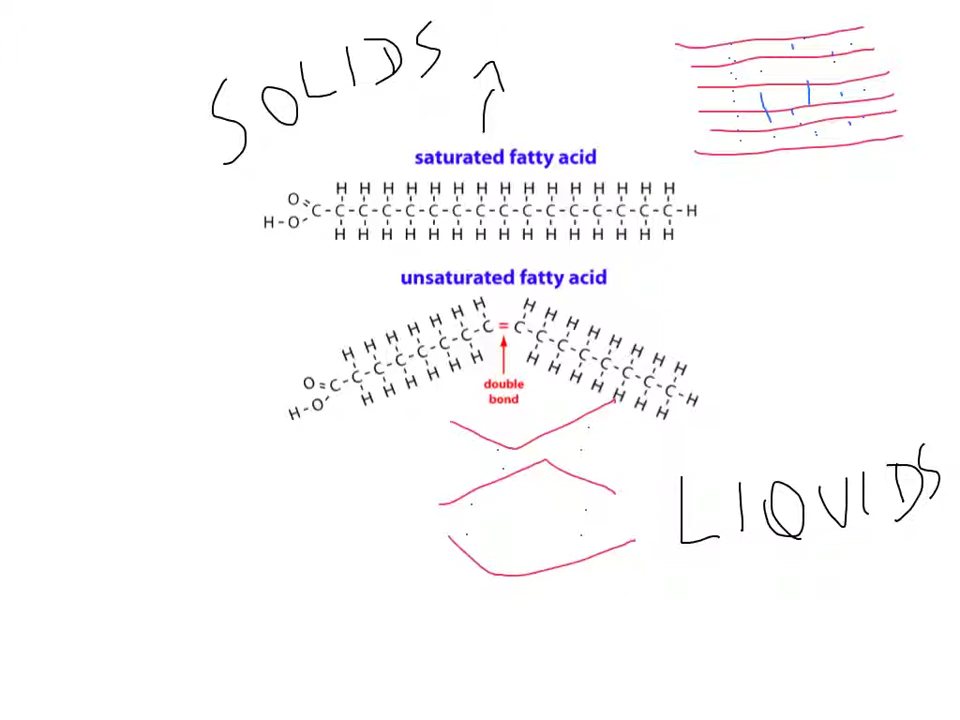 SOLIDS
saturated fatty acid
H H H H H H H H H H H H H H H
O
H-O C-C-C-C-C-C-C-C-C-C-C-C-C-C-C-C-H
H H H H H H H H H H H H H H H
unsaturated fatty acid
H H H H H H H H H H H H H H H
O=C-C-C-C-C-C-C-C=C-C-C-C-C-C-C-C-H
H-O H H H H H H H H H H H H H
double
bond
LIQUIDS